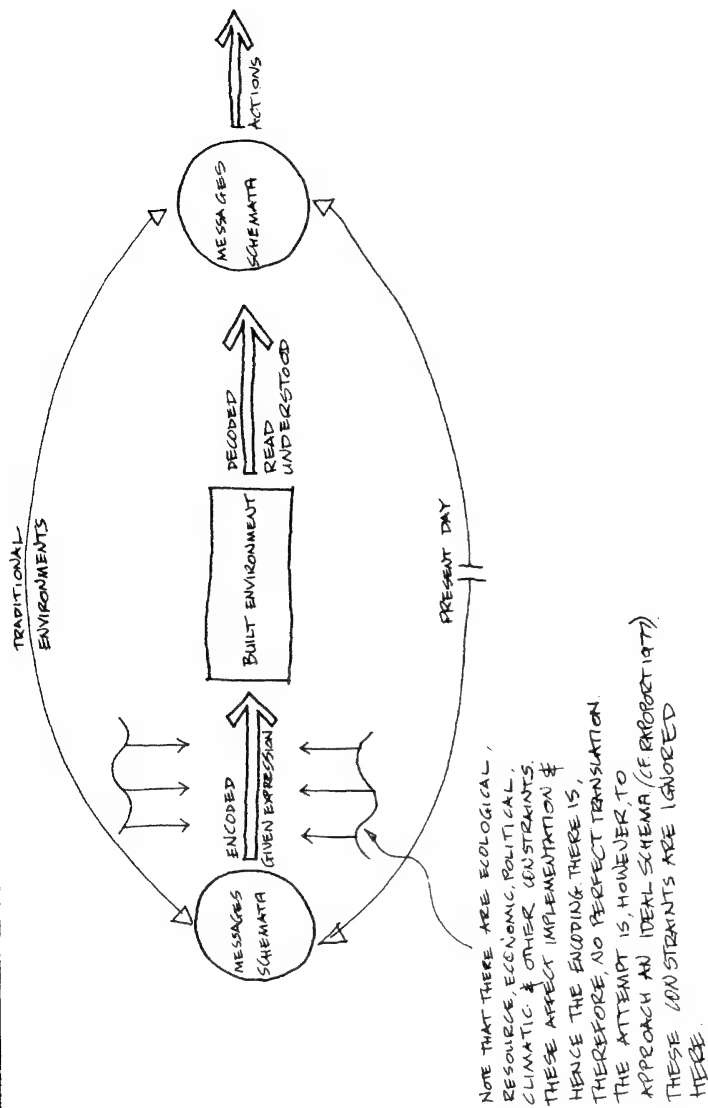 TRADITIONAL
ENVIRONMENTS
MESSAGES
SCHEMATA
ENCODED
GIVEN EXPRESSION
BUILT ENVIRONMENT
DECODED
READ
UNDERSTOOD
MESSAGES
SCHEMATA
ACTIONS
PRESENT DAY
NOTE THAT THERE ARE ECOLOGICAL,
RESOURCE, ECONOMIC, POLITICAL,
CLIMATIC & OTHER CONSTRAINTS.
THESE AFFECT IMPLEMENTATION &
HENCE THE ENCODING. THERE IS,
THEREFORE, NO PERFECT TRANSLATION.
THE ATTEMPT IS, HOWEVER, TO
APPROACH AN IDEAL SCHEMA (CF RAPOPORT 1977)
THESE CONSTRAINTS ARE IGNORED
HERE.